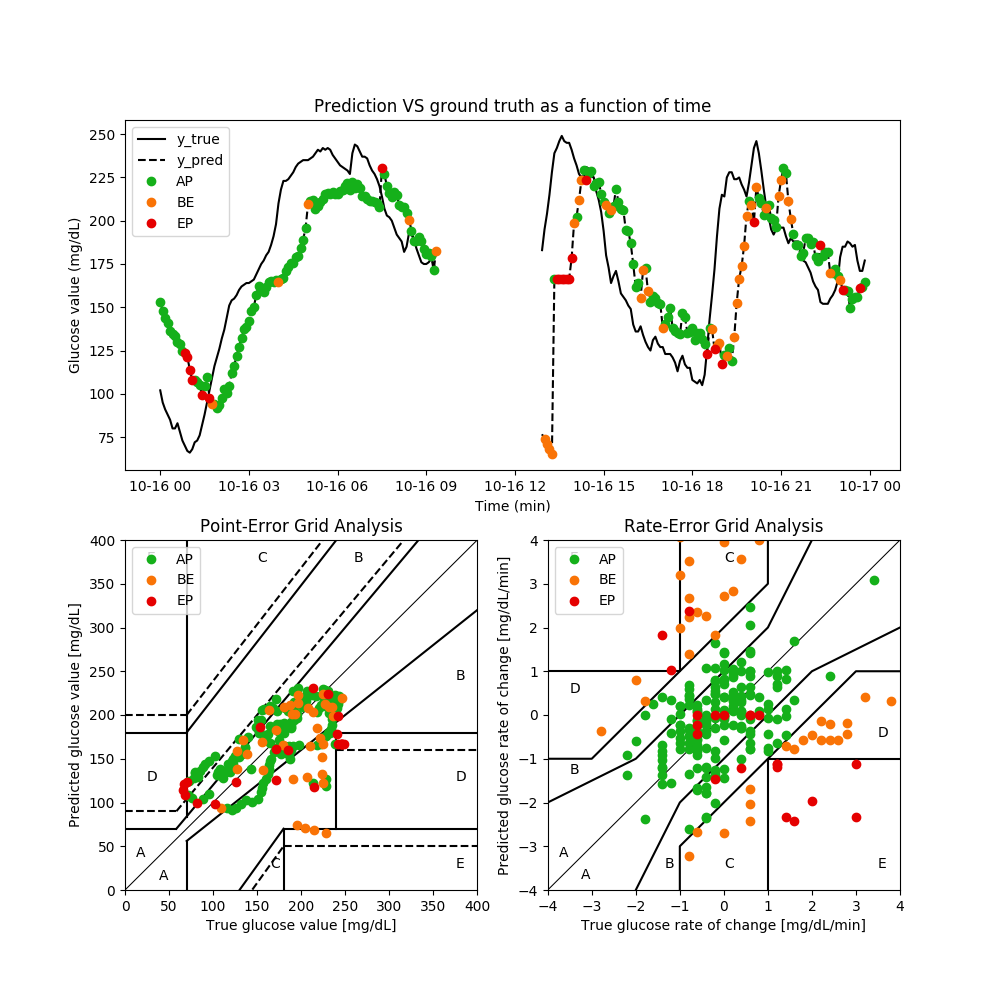 Prediction VS ground truth as a function of time
Glucose value (mg/dL)
250
225
200
175
150
125
100
75
y_true
y_pred
AP
BE
EP
10-16 00 10-16 03 10-16 06 10-16 09 10-16 12 10-16 15 10-16 18 10-16 21 10-17 00
Time (min)
Point-Error Grid Analysis
Predicted glucose value [mg/dL]
400
350
300
250
200
150
100
50
0
AP
BE
EP
C
B
B
D
D
A
A
C
E
0 50 100 150 200 250 300 350 400
True glucose value [mg/dL]
Rate-Error Grid Analysis
Predicted glucose rate of change [mg/dL/min]
4
3
2
1
0
−1
−2
−3
−4
AP
BE
EP
C
D
D
B
A
A
B
C
E
−4 −3 −2 −1 0 1 2 3 4
True glucose rate of change [mg/dL/min]